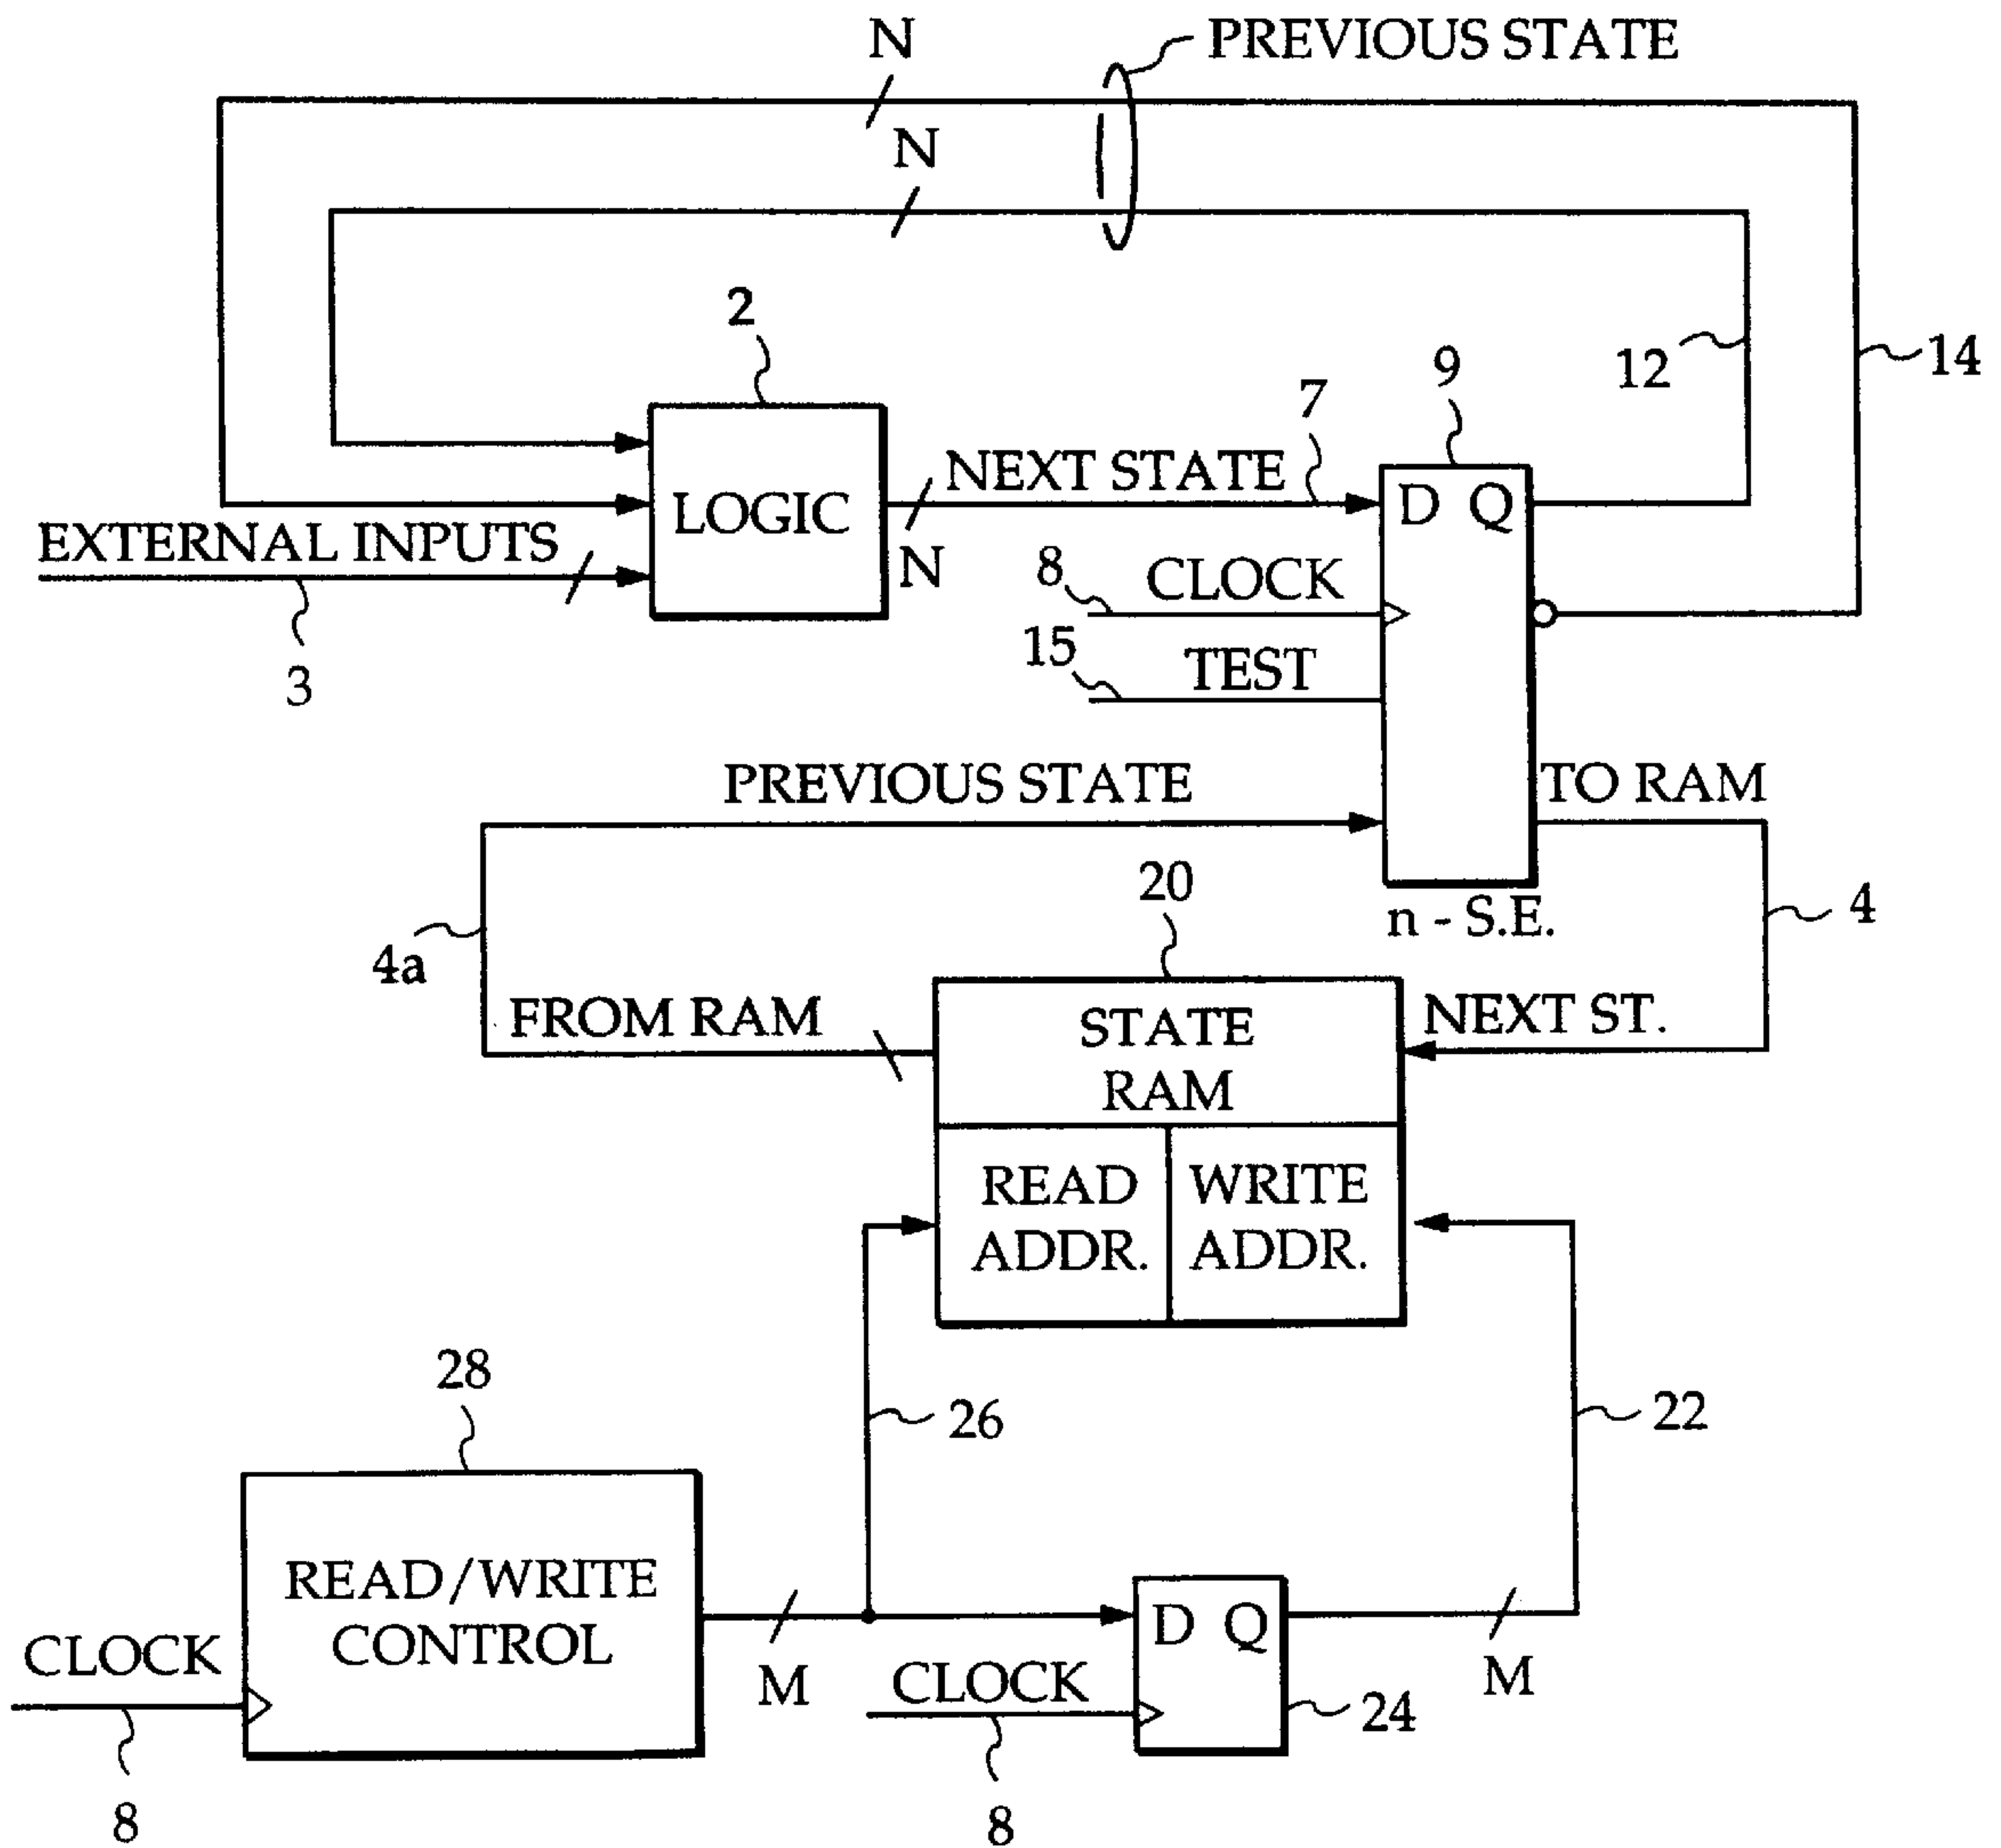 N
PREVIOUS STATE
N
2
12
14
9
7
NEXT STATE
LOGIC
D Q
EXTERNAL INPUTS
N
8
CLOCK
3
15
TEST
PREVIOUS STATE
TO RAM
20
n - S.E.
4
4a
FROM RAM
STATE
RAM
NEXT ST.
READ
ADDR.
WRITE
ADDR.
28
26
22
READ/WRITE
CONTROL
D Q
CLOCK
M
CLOCK
M
24
8
8